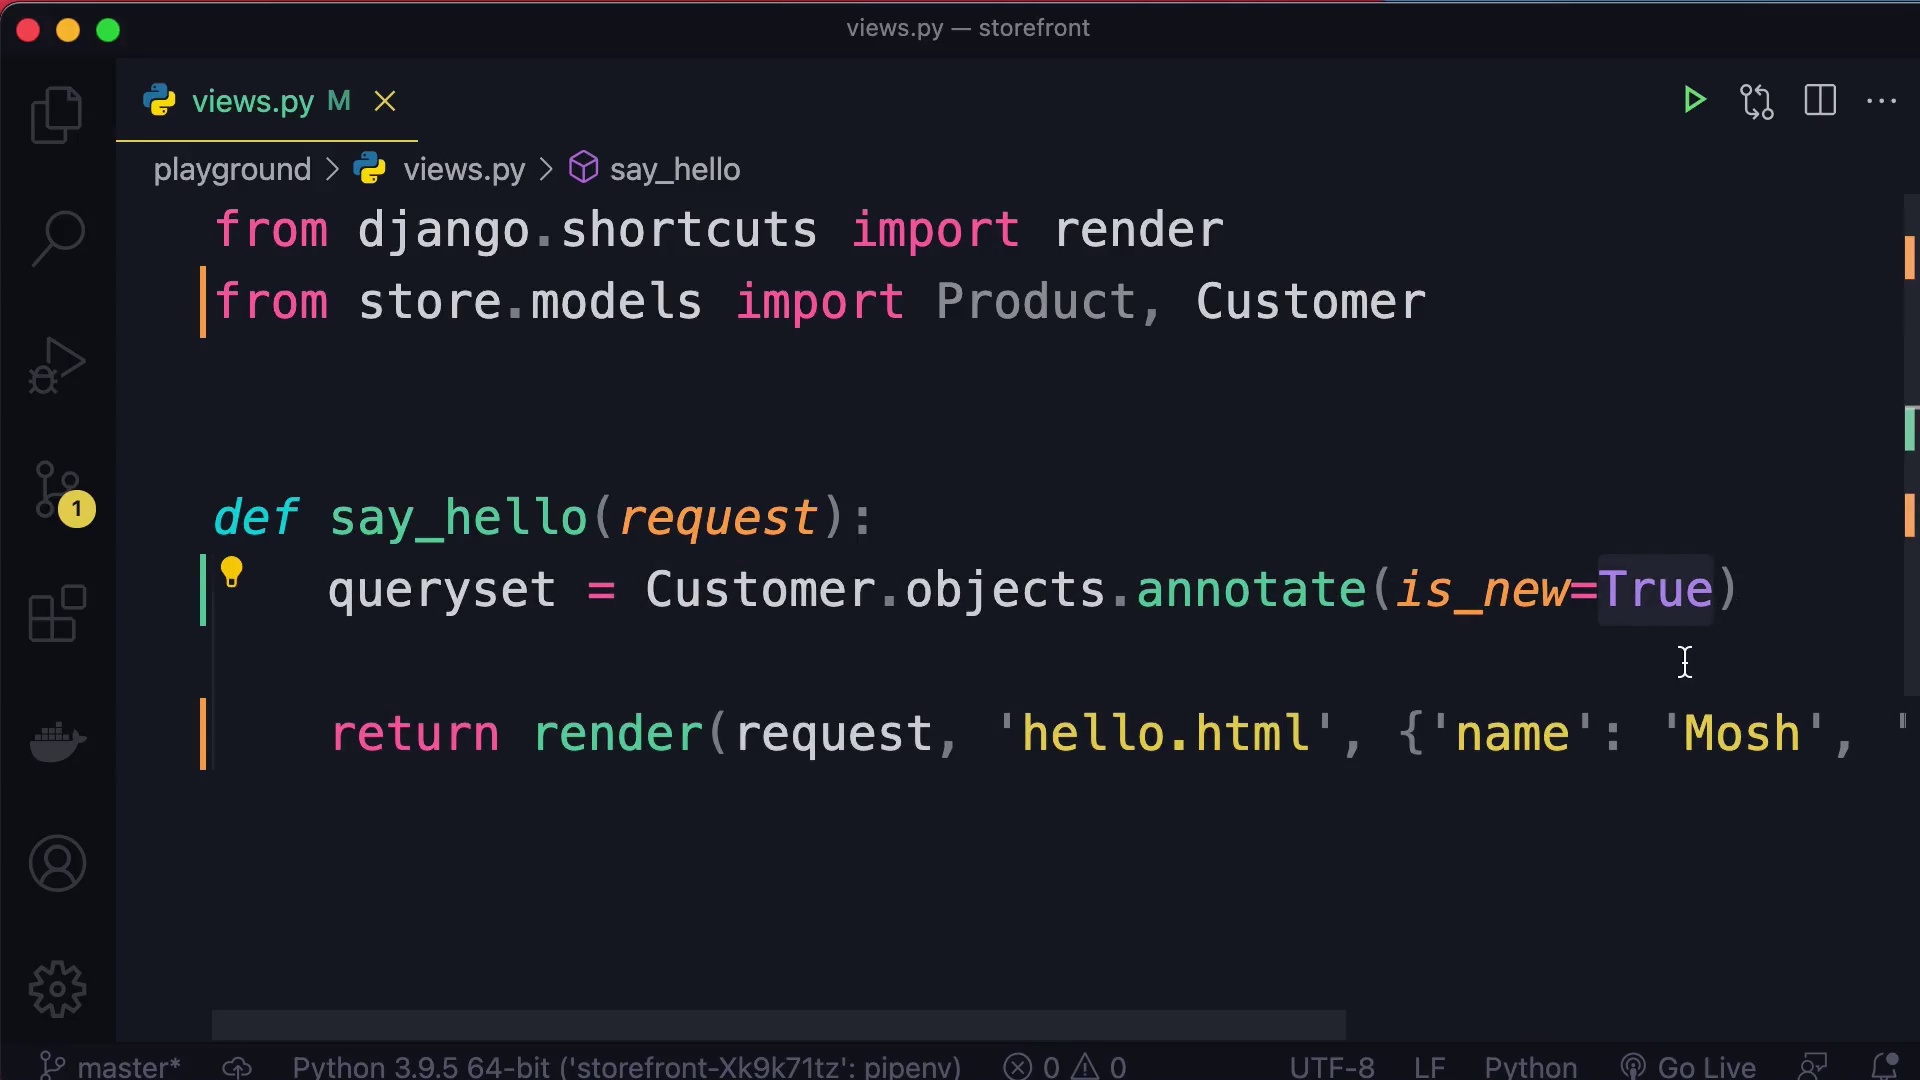 views.py — storefront
views.py M
playground > views.py > say_hello
from django.shortcuts import render
from store.models import Product, Customer
def say_hello(request):
queryset = Customer.objects.annotate(is_new=True)
return render(request, 'hello.html', {'name': 'Mosh', '
1
master* Python 3.9.5 64-bit ('storefront-Xk9k71tz': pipenv) 0 0 UTF-8 LF Python Go Live